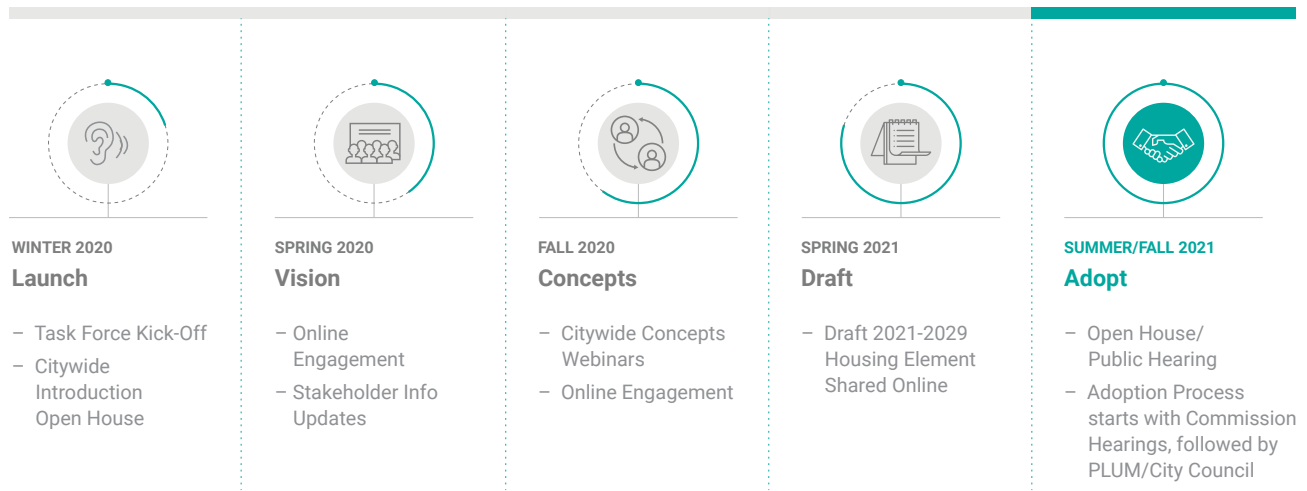 WINTER 2020
Launch
– Task Force Kick-Off
– Citywide
Introduction
Open House
SPRING 2020
Vision
– Online
Engagement
– Stakeholder Info
Updates
FALL 2020
Concepts
– Citywide Concepts
Webinars
– Online Engagement
SPRING 2021
Draft
– Draft 2021-2029
Housing Element
Shared Online
SUMMER/FALL 2021
Adopt
– Open House/
Public Hearing
– Adoption Process
starts with Commission
Hearings, followed by
PLUM/City Council